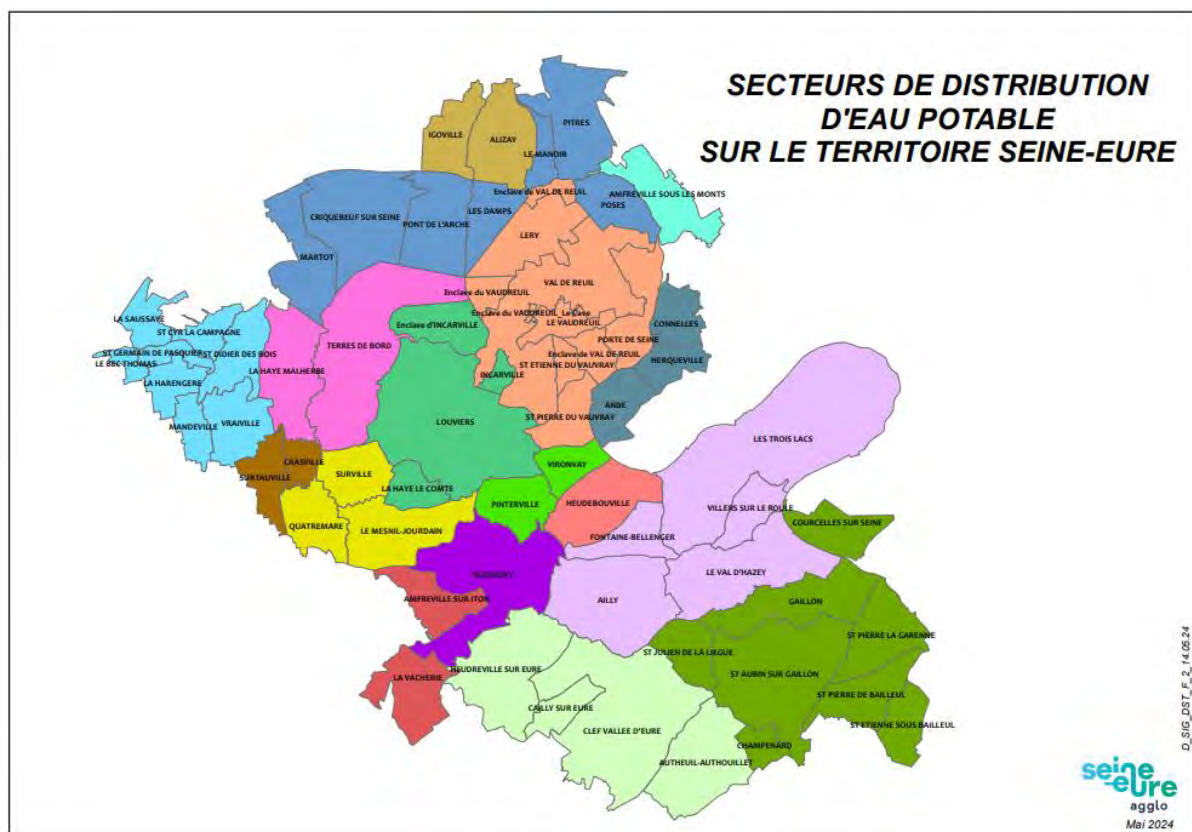 SECTEURS DE DISTRIBUTION
D'EAU POTABLE
SUR LE TERRITOIRE SEINE-EURE
IGOVILLE
ALIZAY
PITRES
LE MANOIR
Enclave de VAL DE REUIL
AMFREVILLE SOUS LES MONTS
POSES
LES DAMPS
CRIQUEBEUF SUR SEINE
PONT DE L'ARCHE
LERY
MARTOT
VAL DE REUIL
Enclave du VAUDREUIL
LA SAUSSAYE
Enclave du VAUDREUIL_Le Cave
LE VAUDREUIL
CONNELLES
ST CYR LA CAMPAGNE
Enclave d'INCARVILLE
PORTE DE SEINE
TERRES DE BORD
ST GERMAIN DE PASQUIER
ST DIDIER DES BOIS
Enclave de VAL DE REUIL
HERQUEVILLE
LE BEC THOMAS
ST ETIENNE DU VAUVRAY
LA HAYE MALHERBE
INCARVILLE
LA HARENGERE
ANDE
ST PIERRE DU VAUVRAY
LOUVIERS
VRAIVILLE
MANDEVILLE
LES TROIS LACS
CRASVILLE
VIRONVAY
SURVILLE
SURTAUVILLE
LA HAYE LE COMTE
PINTERVILLE
HEUDEBOUVILLE
VILLERS SUR LE ROULE
COURCELLES SUR SEINE
QUATREMARE
LE MESNIL-JOURDAIN
FONTAINE-BELLENGER
LE VAL D'HAZEY
AMFREVILLE SUR ITON
AILLY
GAILLON
ST PIERRE LA GARENNE
ST JULIEN DE LA LIEGUE
HEUDREVILLE SUR EURE
ST AUBIN SUR GAILLON
LA VACHERIE
ST PIERRE DE BAILLEUL
CAILLY SUR EURE
ST ETIENNE SOUS BAILLEUL
CLEF VALLEE D'EURE
CHAMPENARD
AUTHEUIL-AUTHOUILLET
D_SIG_DST_F_2_14.05.24
seine
eure
agglo
Mai 2024